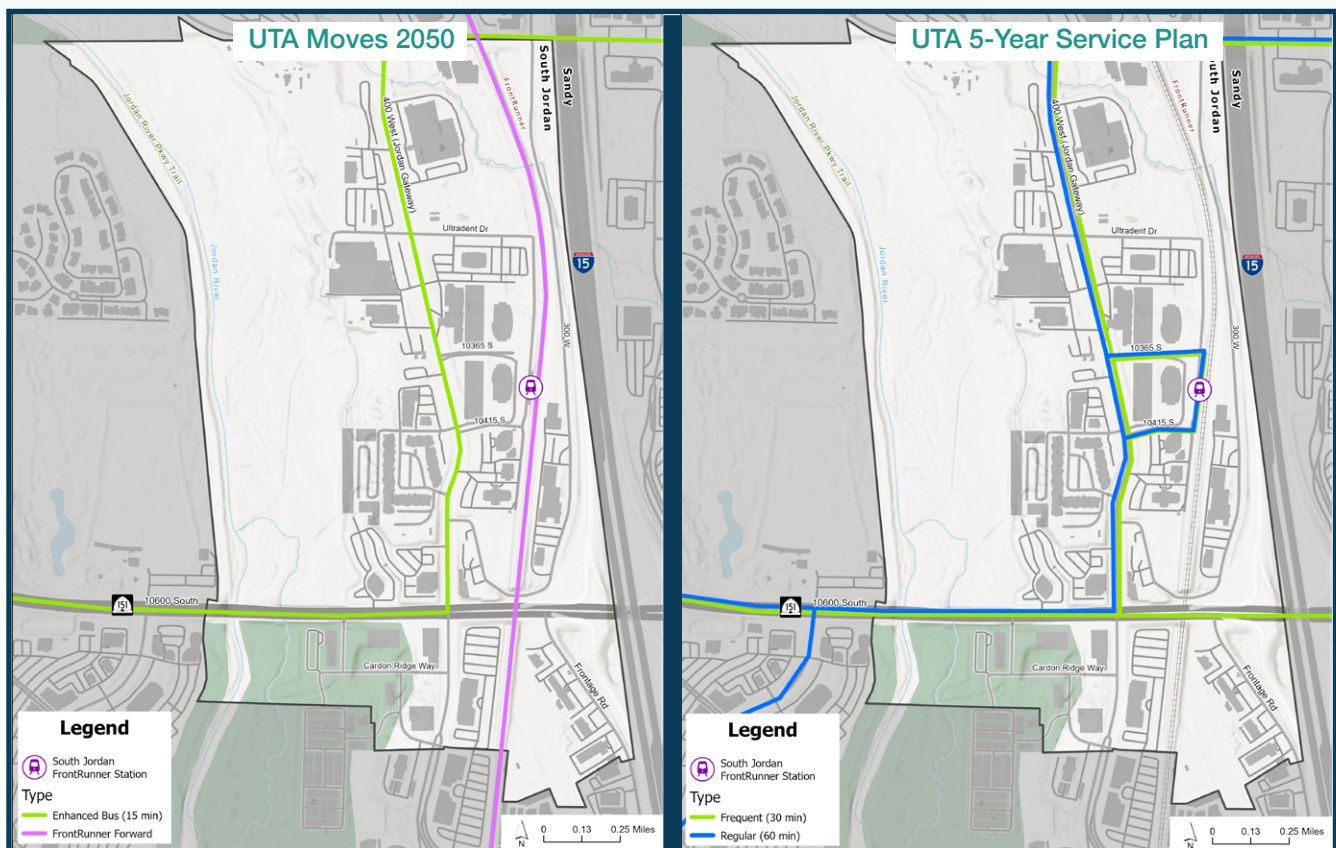 UTA Moves 2050
Jordan River Pkwy Trail
Jordan River
400 West (Jordan Gateway)
FrontRunner
South Jordan
Sandy
15
Ultradent Dr
300 W
10365 S
10415 S
151
10600 South
Cardon Ridge Way
Frontage Rd
Legend
South Jordan
FrontRunner Station
Type
Enhanced Bus (15 min)
FrontRunner Forward
N
0 0.13 0.25 Miles
UTA 5-Year Service Plan
Jordan River Pkwy Trail
Jordan River
400 West (Jordan Gateway)
FrontRunner
South Jordan
Sandy
15
Ultradent Dr
300 W
10365 S
10415 S
151
10600 South
Cardon Ridge Way
Frontage Rd
Legend
South Jordan
FrontRunner Station
Type
Frequent (30 min)
Regular (60 min)
N
0 0.13 0.25 Miles